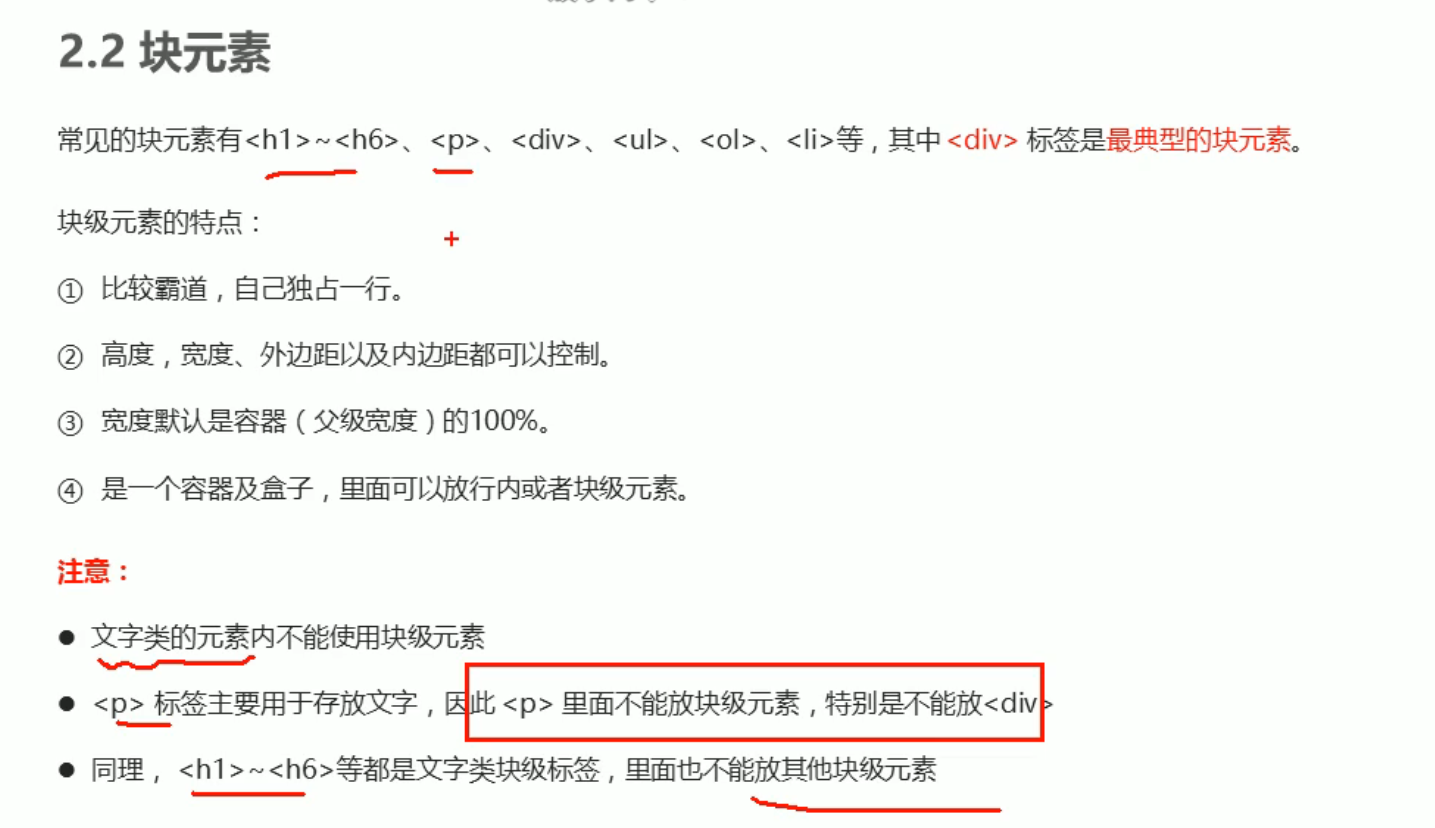 2.2 块元素
常见的块元素有<h1>~<h6>、<p>、<div>、<ul>、<ol>、<li>等，其中 <div> 标签是最典型的块元素。
块级元素的特点：
① 比较霸道，自己独占一行。
② 高度，宽度、外边距以及内边距都可以控制。
③ 宽度默认是容器（父级宽度）的100%。
④ 是一个容器及盒子，里面可以放行内或者块级元素。
注意：
● 文字类的元素内不能使用块级元素
● <p> 标签主要用于存放文字，因此 <p> 里面不能放块级元素，特别是不能放<div>
● 同理， <h1>~<h6>等都是文字类块级标签，里面也不能放其他块级元素